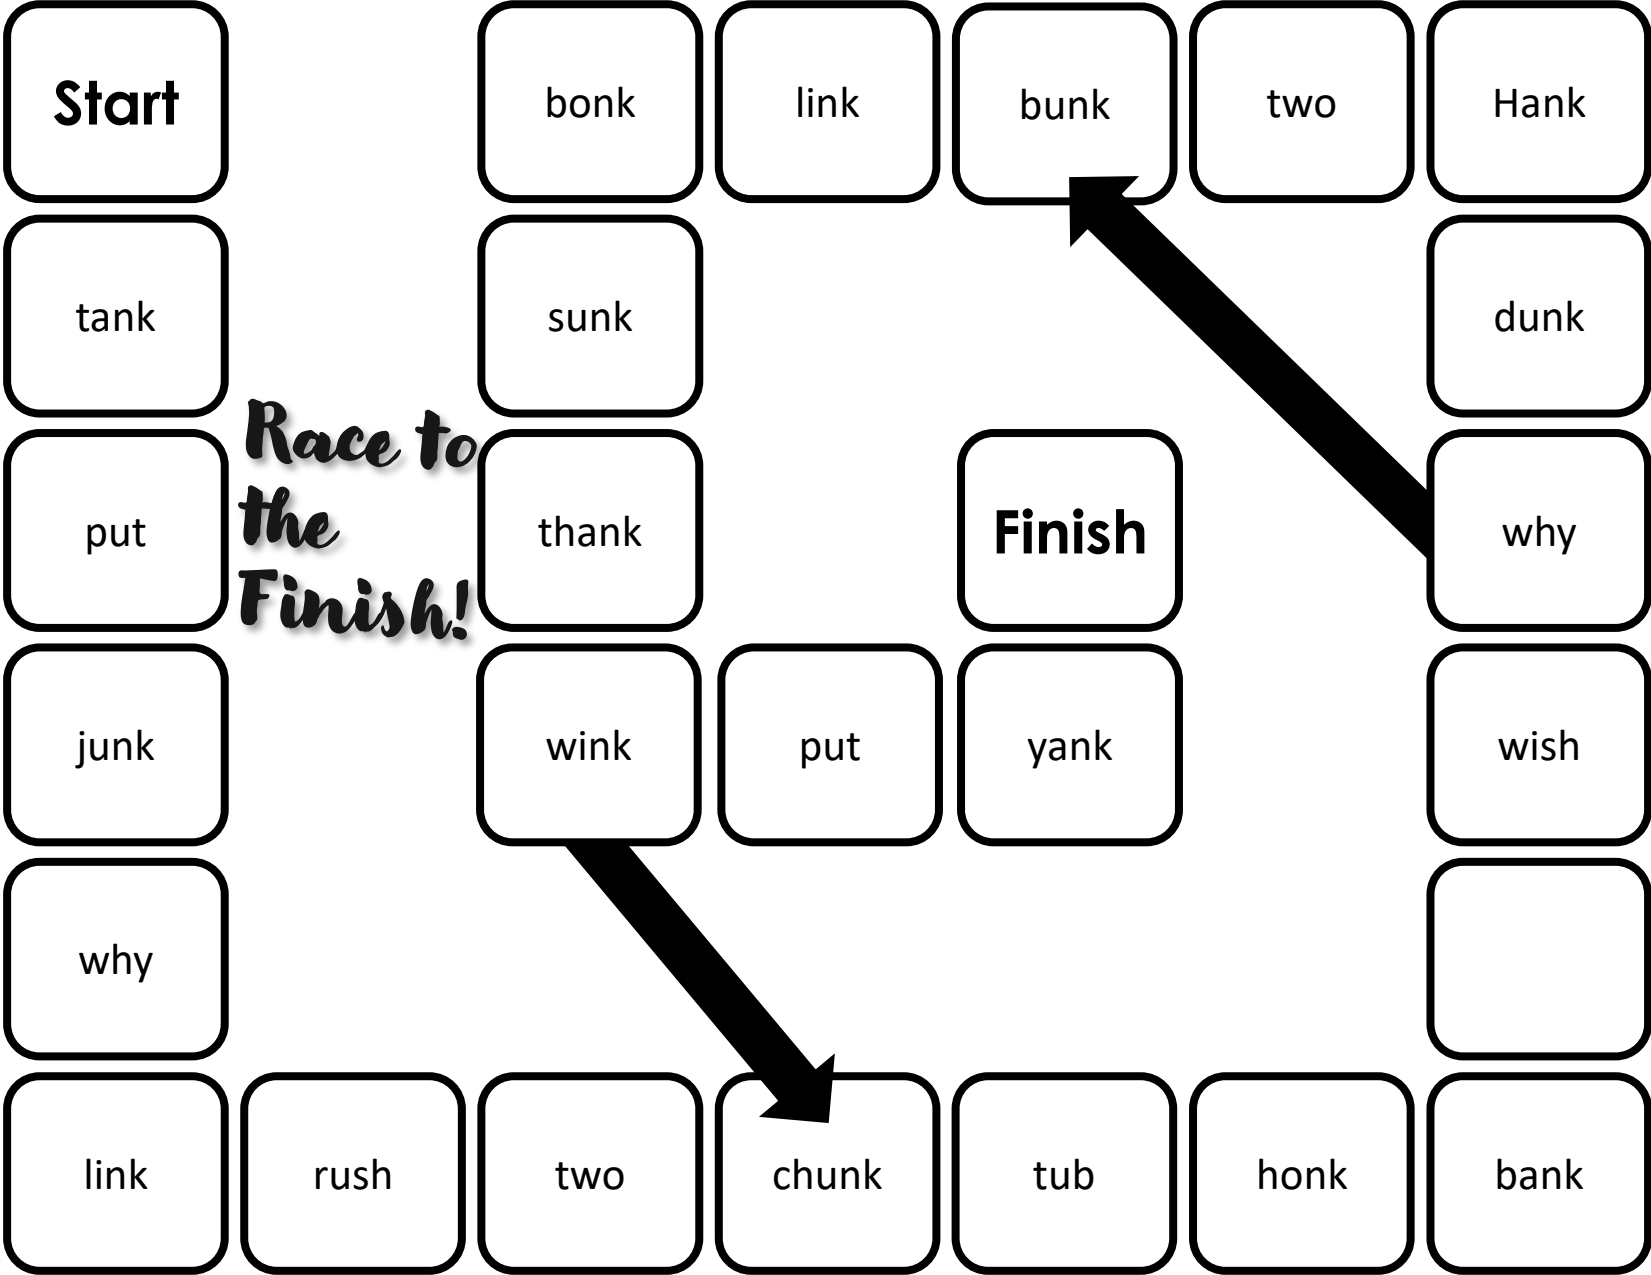 Start
bonk
link
bunk
two
Hank
tank
sunk
dunk
Race to
the
Finish!
put
thank
Finish
why
junk
wink
put
yank
wish
why
link
rush
two
chunk
tub
honk
bank